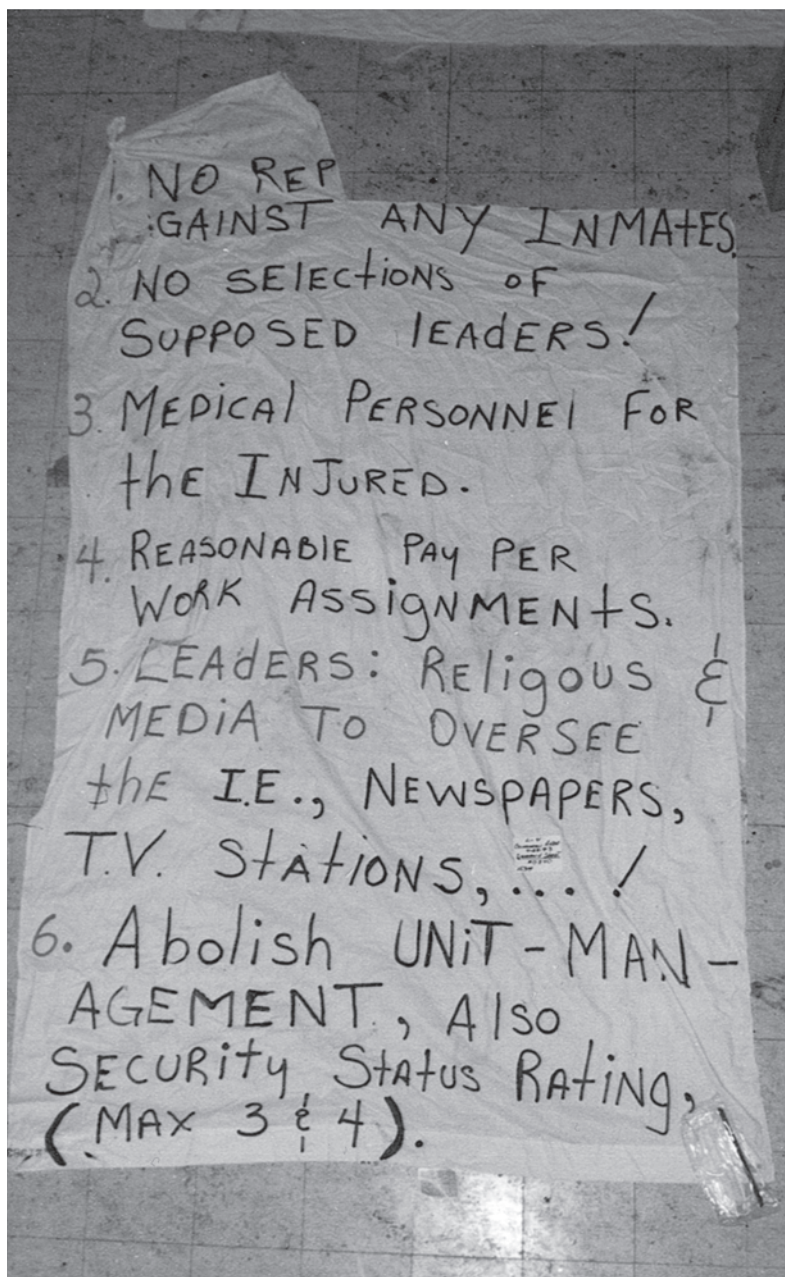 1. NO REP
GAINST ANY INMATES.
2. NO SELECTIONS OF
SUPPOSED LEADERS!
3. MEDICAL PERSONNEL FOR
the INJURED.
4. REASONABLE PAY PER
WORK ASSIGNMENTS.
5. LEADERS: RELIGOUS &
MEDIA TO OVERSEE
the I.E., NEWSPAPERS,
T.V. STATIONS, ... !
6. Abolish UNIT-MAN-
AGEMENT, Also
SECURITY STATUS RATING,
(MAX 3 & 4).